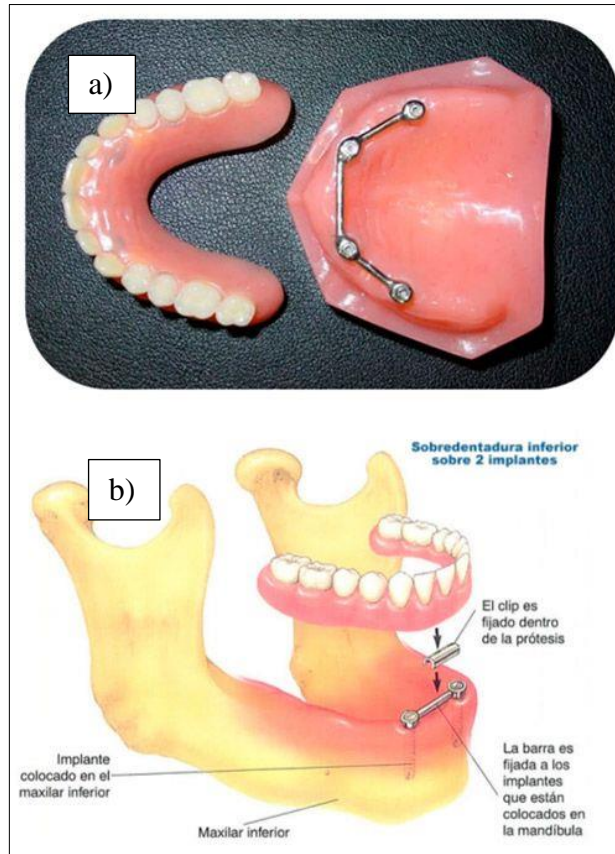 a)
b)
Sobredentadura inferior
sobre 2 implantes
El clip es
fijado dentro
de la prótesis
Implante
colocado en el
maxilar inferior
Maxilar inferior
La barra es
fijada a los
implantes
que están
colocados en
la mandíbula